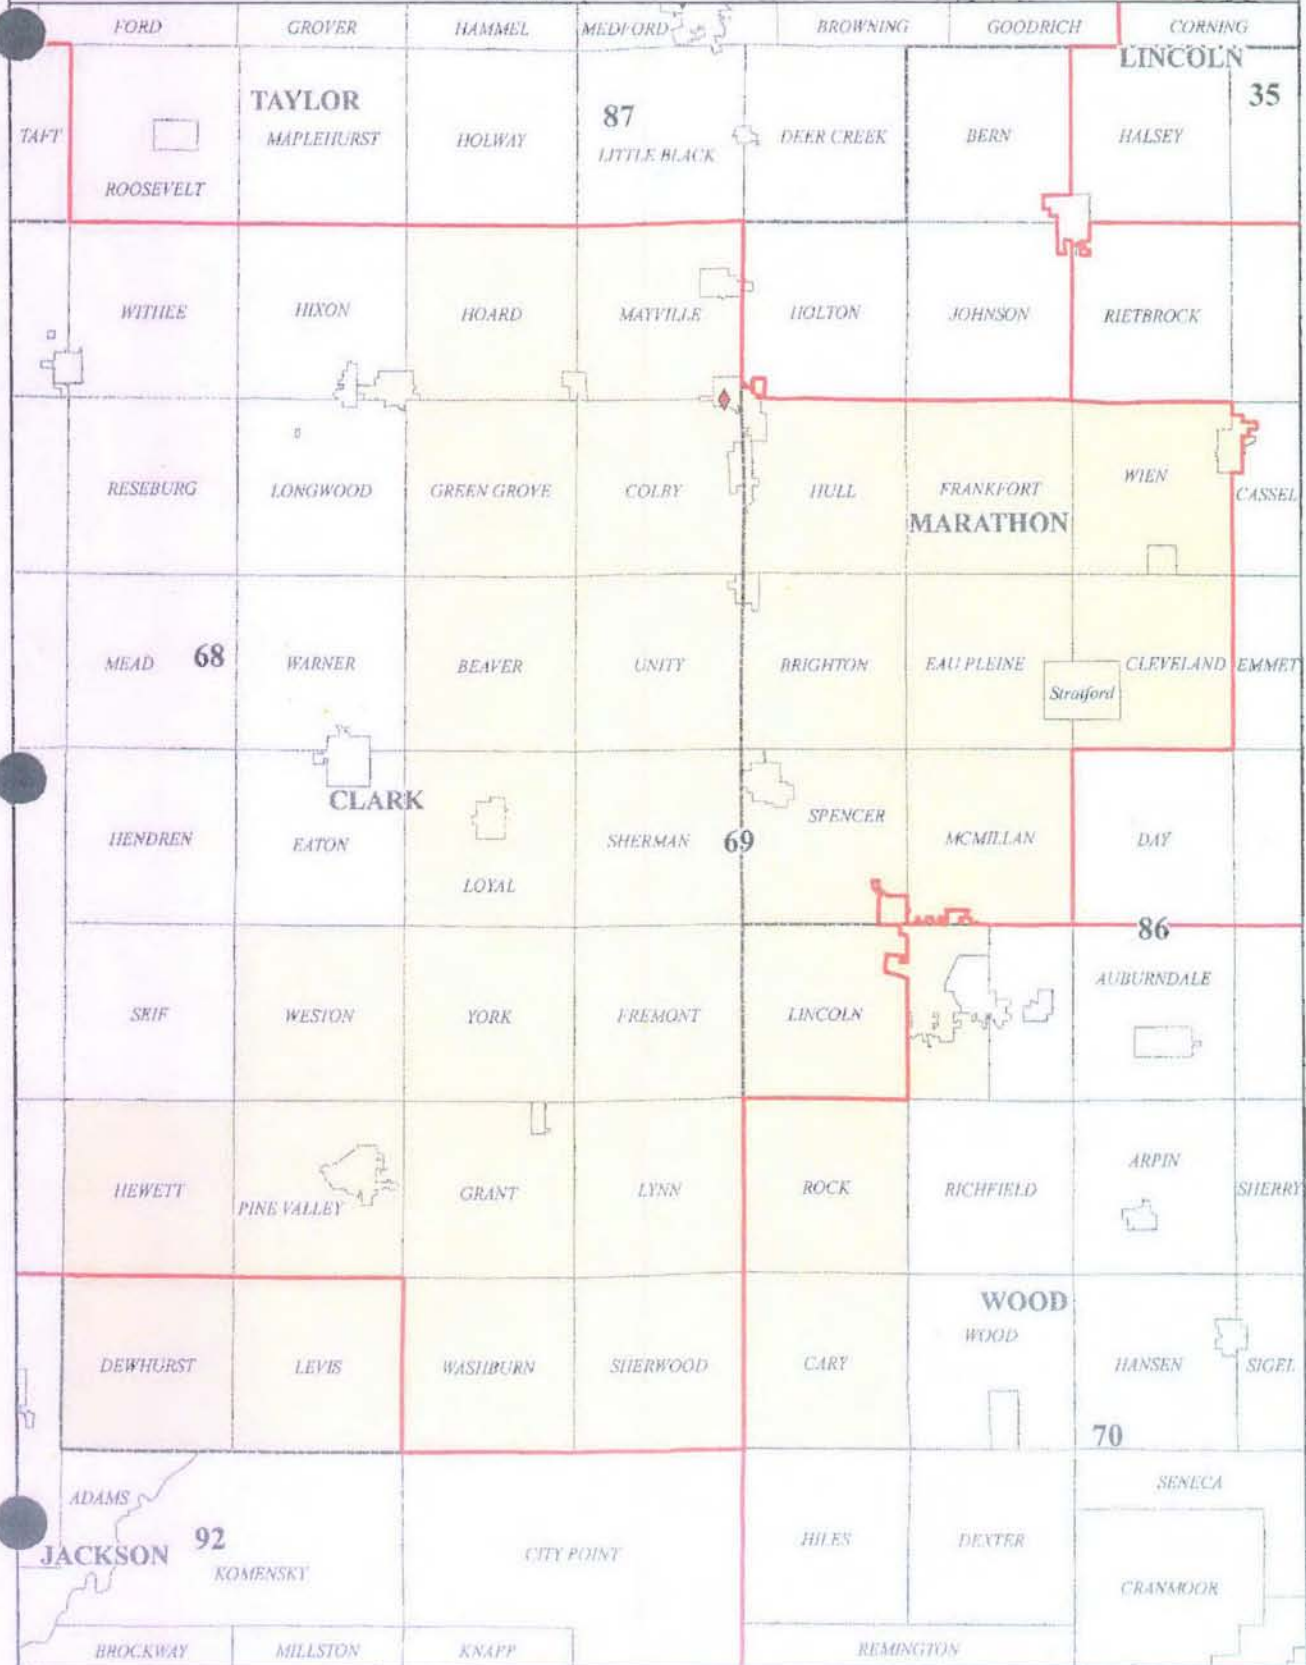 FORD GROVER HAMMEL MEDFORD BROWNING GOODRICH CORNING
LINCOLN
TAYLOR 87 35
TAFT MAPLEHURST HOLWAY LITTLE BLACK DEER CREEK BERN HALSEY
ROOSEVELT
WITHEE HIXON HOARD MAYVILLE HOLTON JOHNSON RIETBROCK
RESEBURG LONGWOOD GREEN GROVE COLBY HULL FRANKFORT WIEN CASSEL
MARATHON
MEAD 68 WARNER BEAVER UNITY BRIGHTON EAU PLEINE CLEVELAND EMMET
Stratford
CLARK
HENDREN EATON LOYAL SHERMAN 69 SPENCER MCMILLAN DAY
86
SEIF WESTON YORK FREMONT LINCOLN AUBURNDALE
HEWETT PINE VALLEY GRANT LYNN ROCK RICHFIELD ARPIN SHERRY
WOOD
DEWHURST LEVIS WASHBURN SHERWOOD CARY WOOD HANSEN SIGEL
70
ADAMS SENECA
JACKSON 92 KOMENSKY CITY POINT HILES DEXTER CRANMOOR
BROCKWAY MILLSTON KNAPP REMINGTON